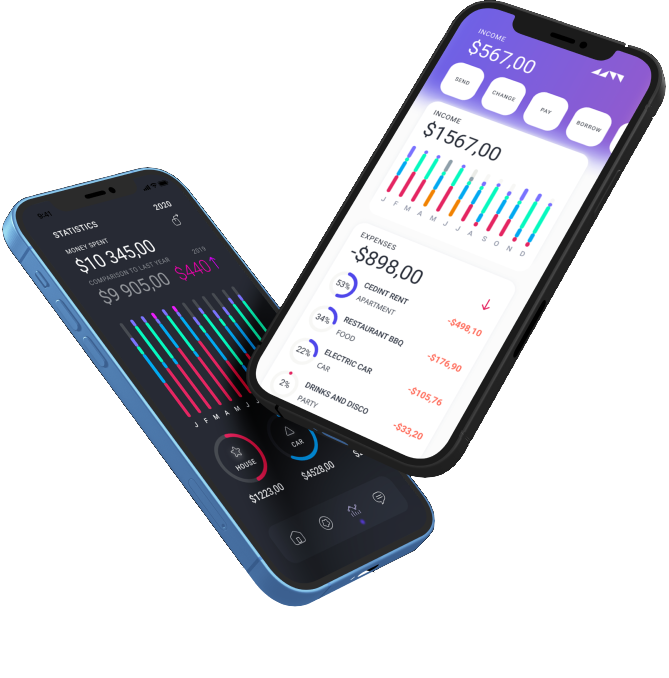 INCOME
$567,00
SEND
CHANGE
PAY
BORROW
INCOME
$1567,00
J F M A M J J A S O N D
EXPENSES
-$898,00
53%
CEDINT RENT
APARTMENT
-$498,10
34%
RESTAURANT BBQ
FOOD
-$176,90
22%
ELECTRIC CAR
CAR
-$105,76
2%
DRINKS AND DISCO
PARTY
-$33,20
9:41
STATISTICS
2020
MONEY SPENT
$10 345,00
COMPARISON TO LAST YEAR
2019
$9 905,00
$440↑
J F M A M J
HOUSE
CAR
$1223,00
$4528,00